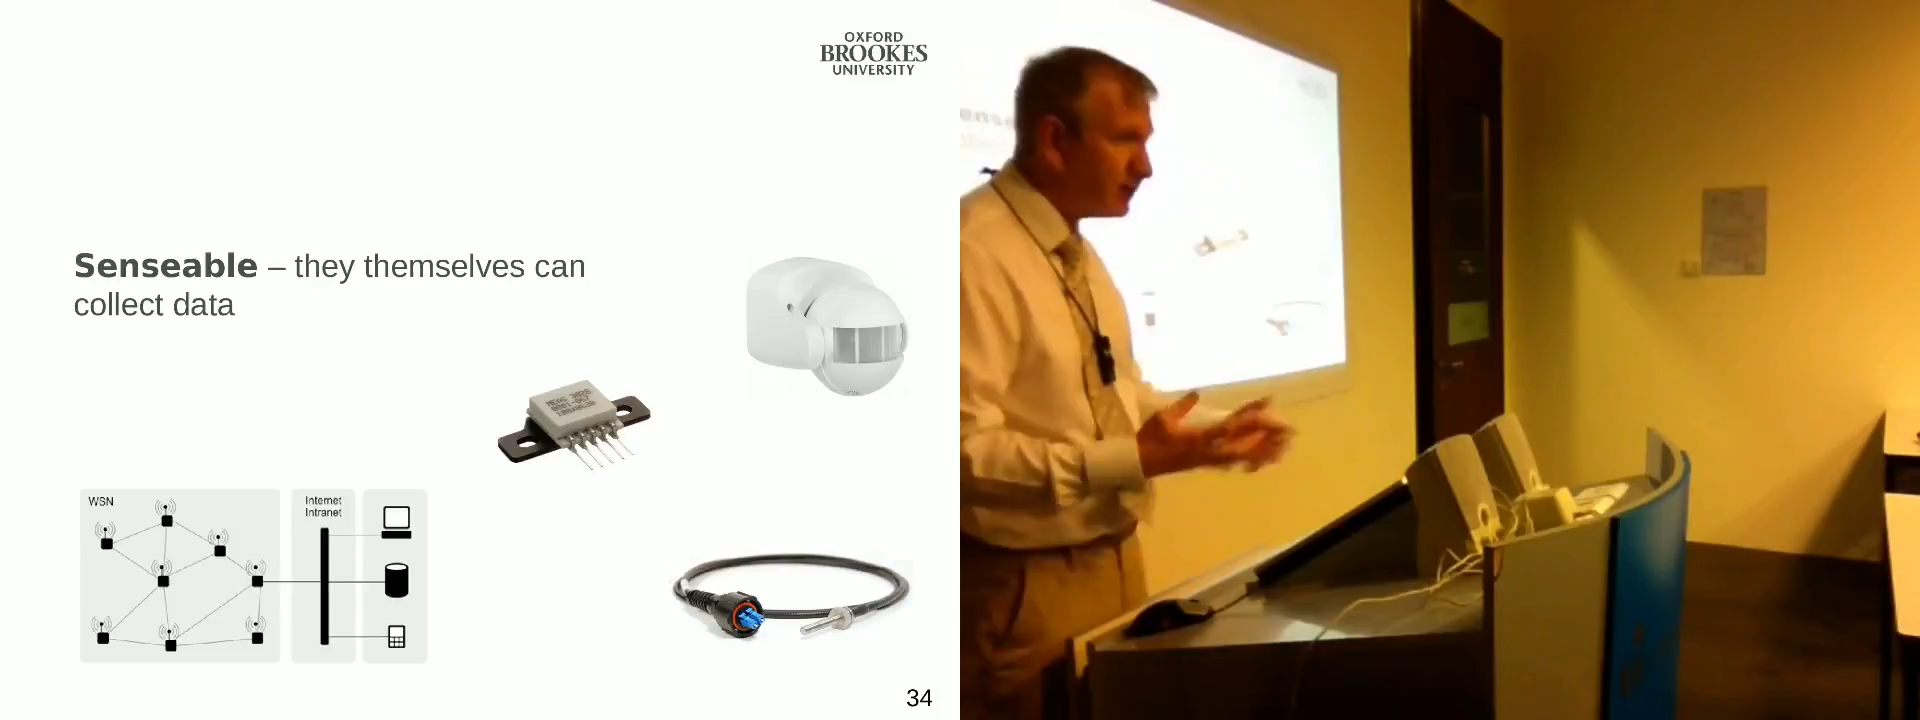 OXFORD
BROOKES
UNIVERSITY
Senseable – they themselves can
collect data
WSN
Internet
Intranet
34